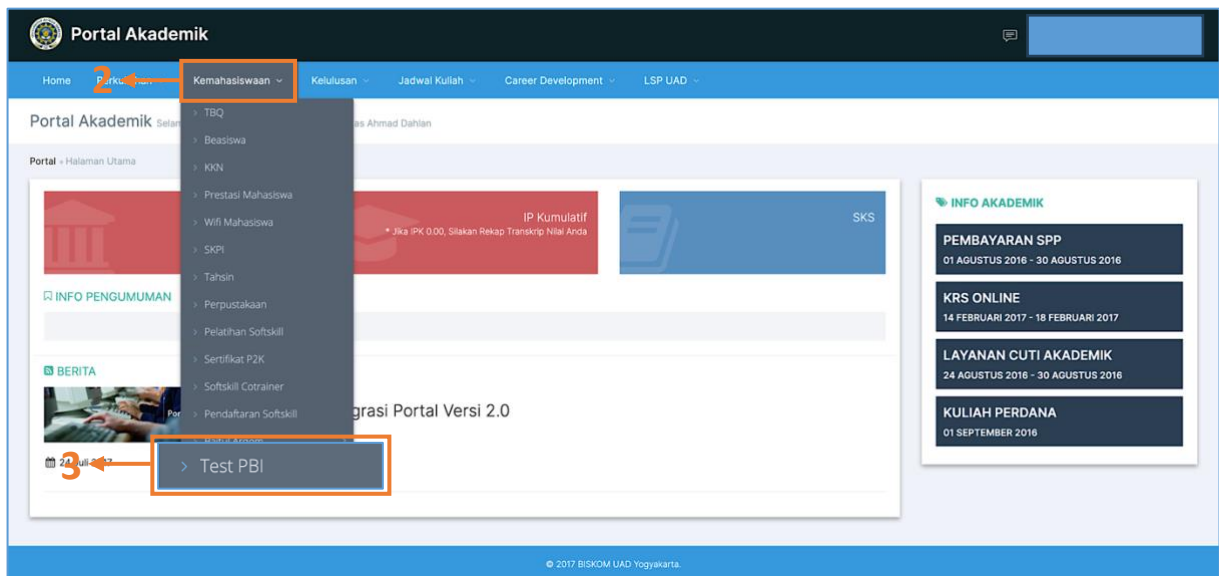 Portal Akademik
Home
2
Kemahasiswaan
Kelulusan
Jadwal Kuliah
Career Development
LSP UAD
Portal Akademik
as Ahmad Dahlan
Portal » Halaman Utama
TBQ
Beasiswa
KKN
Prestasi Mahasiswa
Wifi Mahasiswa
SKPI
Tahsin
Perpustakaan
Pelatihan Softskill
Sertifikat P2K
Softskill Cotrainer
Pendaftaran Softskill
3
Test PBI
IP Kumulatif
* Jika IPK 0.00, Silakan Rekap Transkrip Nilai Anda
SKS
INFO PENGUMUMAN
BERITA
grasi Portal Versi 2.0
INFO AKADEMIK
PEMBAYARAN SPP
01 AGUSTUS 2016 - 30 AGUSTUS 2016
KRS ONLINE
14 FEBRUARI 2017 - 18 FEBRUARI 2017
LAYANAN CUTI AKADEMIK
24 AGUSTUS 2016 - 30 AGUSTUS 2016
KULIAH PERDANA
01 SEPTEMBER 2016
© 2017 BISKOM UAD Yogyakarta.